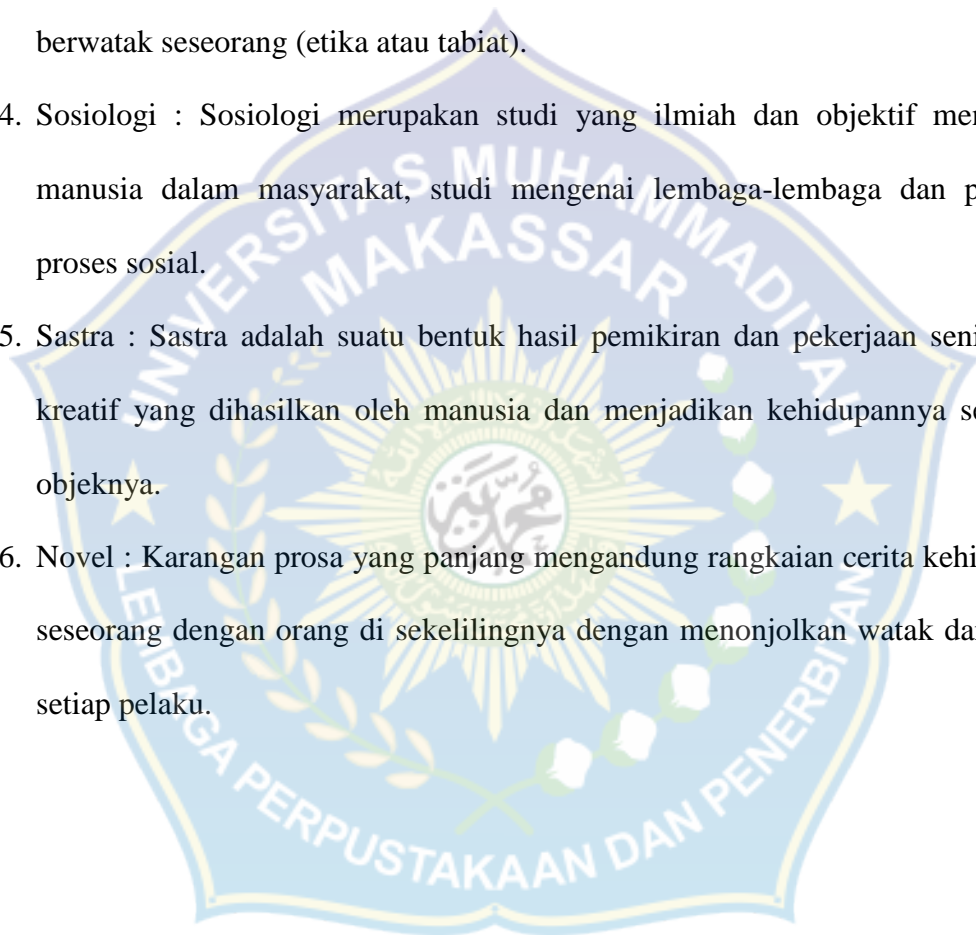 berwatak seseorang (etika atau tabiat).
4. Sosiologi : Sosiologi merupakan studi yang ilmiah dan objektif mer
manusia dalam masyarakat, studi mengenai lembaga-lembaga dan p
proses sosial.
5. Sastra : Sastra adalah suatu bentuk hasil pemikiran dan pekerjaan seni
kreatif yang dihasilkan oleh manusia dan menjadikan kehidupannya se
objeknya.
6. Novel : Karangan prosa yang panjang mengandung rangkaian cerita kehi
seseorang dengan orang di sekelilingnya dengan menonjolkan watak dar
setiap pelaku.
UNIVERSITAS MUHAMMADIYAH
MAKASSAR
LEMBAGA PERPUSTAKAAN DAN PENERBITAN